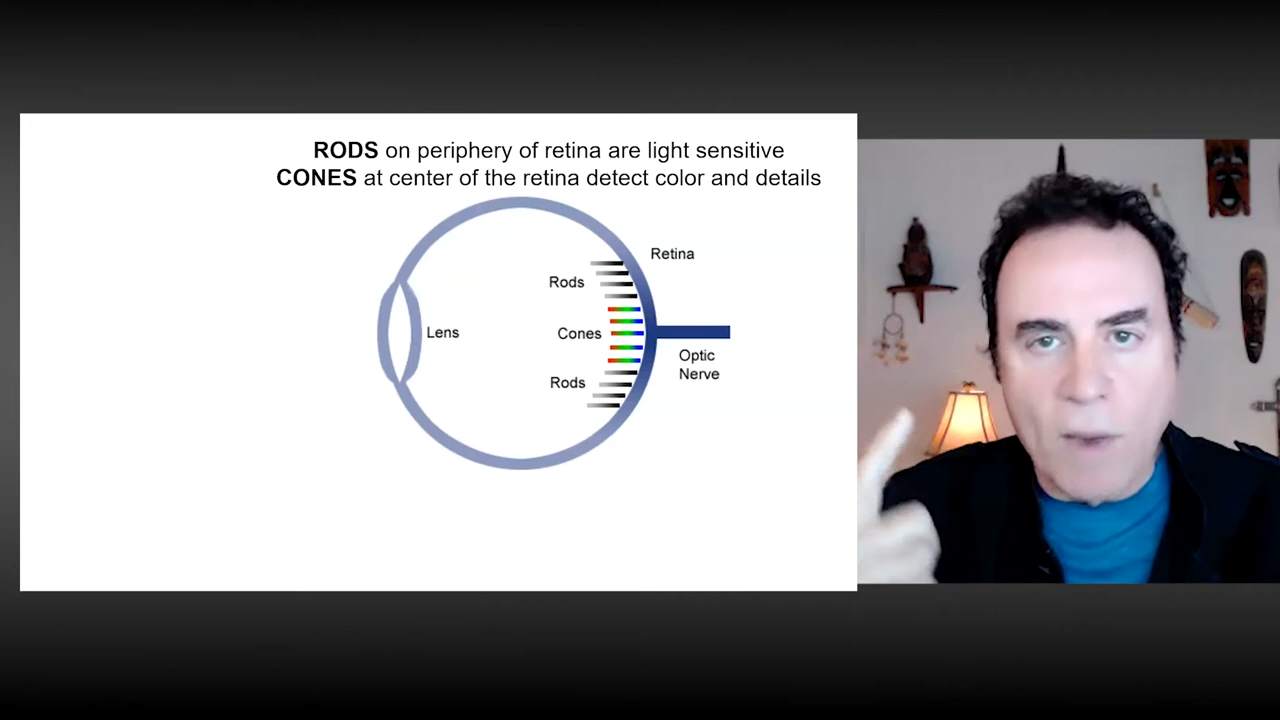 RODS on periphery of retina are light sensitive
CONES at center of the retina detect color and details
Retina
Rods
Lens
Cones
Optic
Nerve
Rods